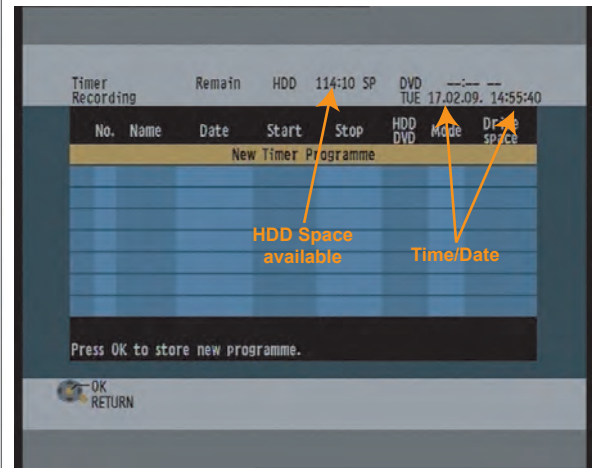 Timer Recording Remain HDD 114:10 SP DVD --:-- --
TUE 17.02.09. 14:55:40
No. Name Date Start Stop HDD DVD Mode Drive space
New Timer Programme
HDD Space available
Time/Date
Press OK to store new programme.
OK
RETURN